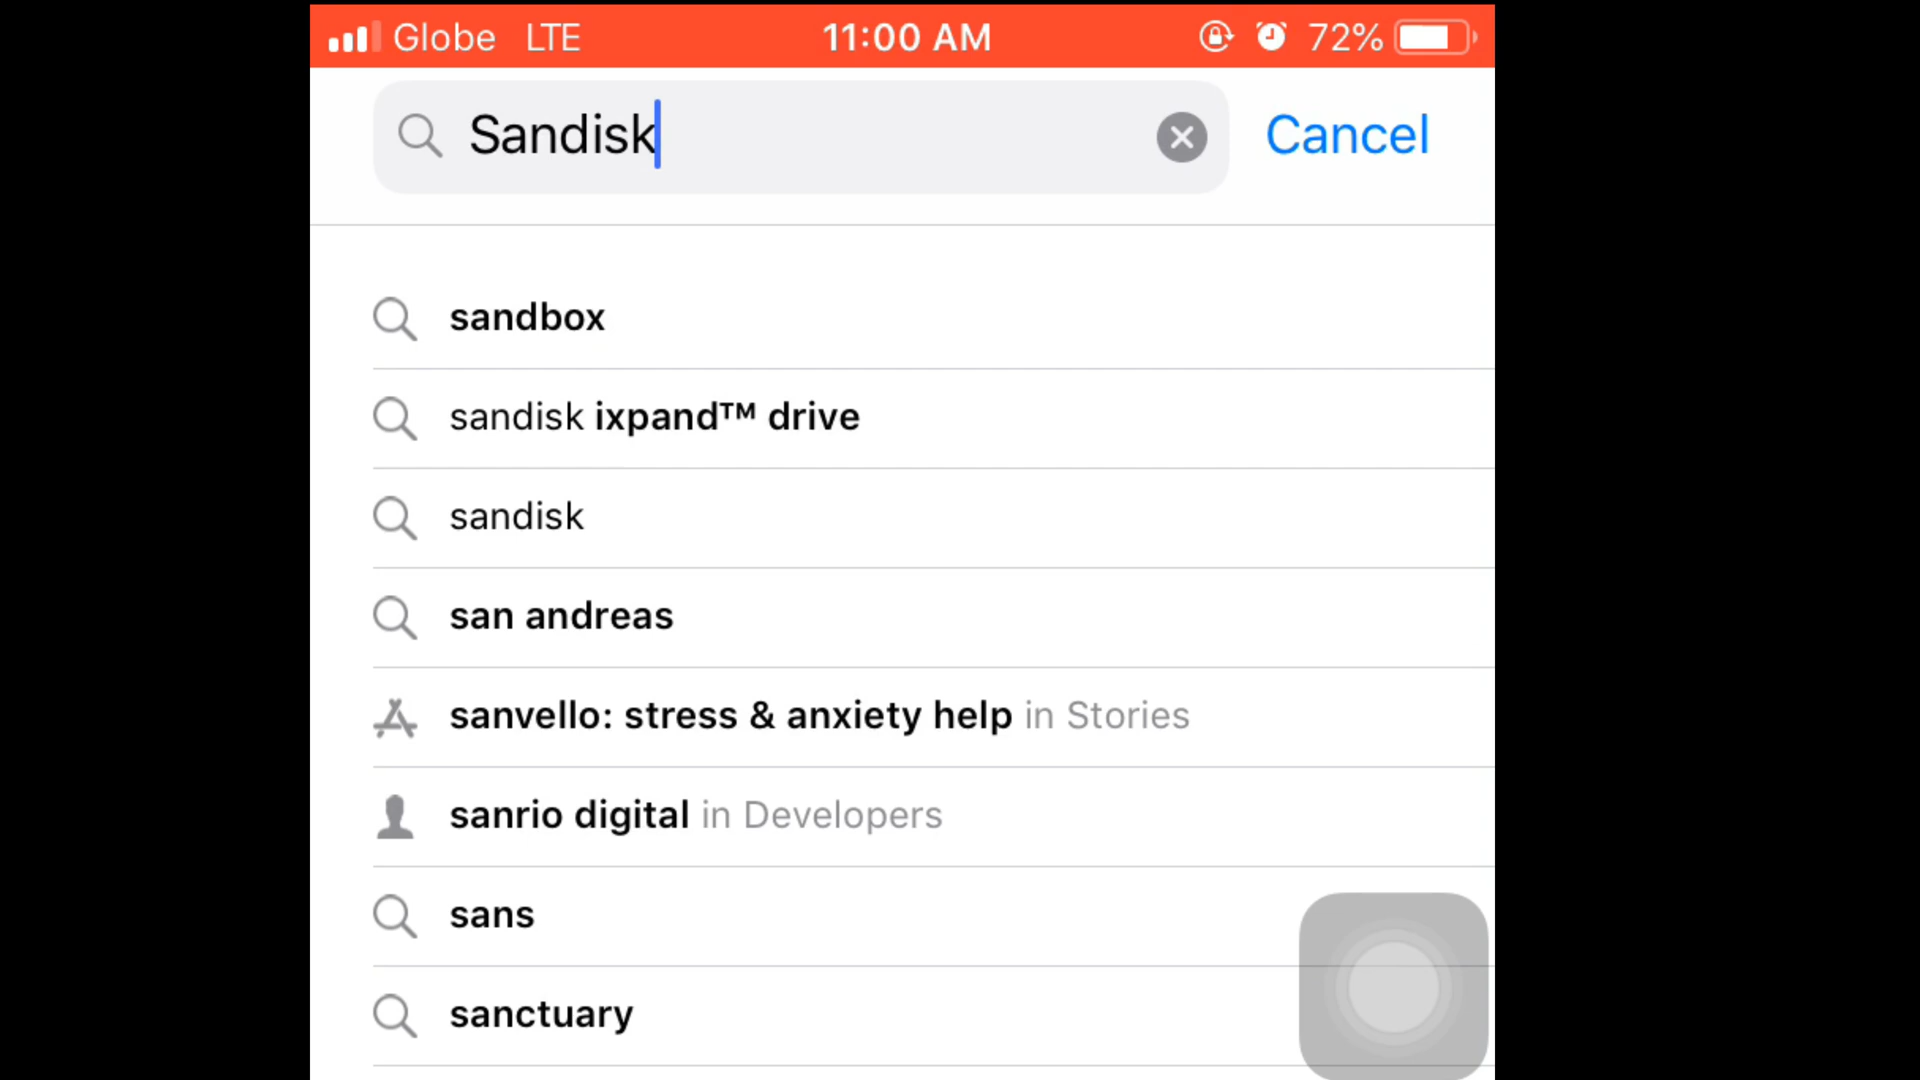 Globe LTE 11:00 AM 72%
Sandisk Cancel
sandbox
sandisk ixpand™ drive
sandisk
san andreas
sanvello: stress & anxiety help in Stories
sanrio digital in Developers
sans
sanctuary